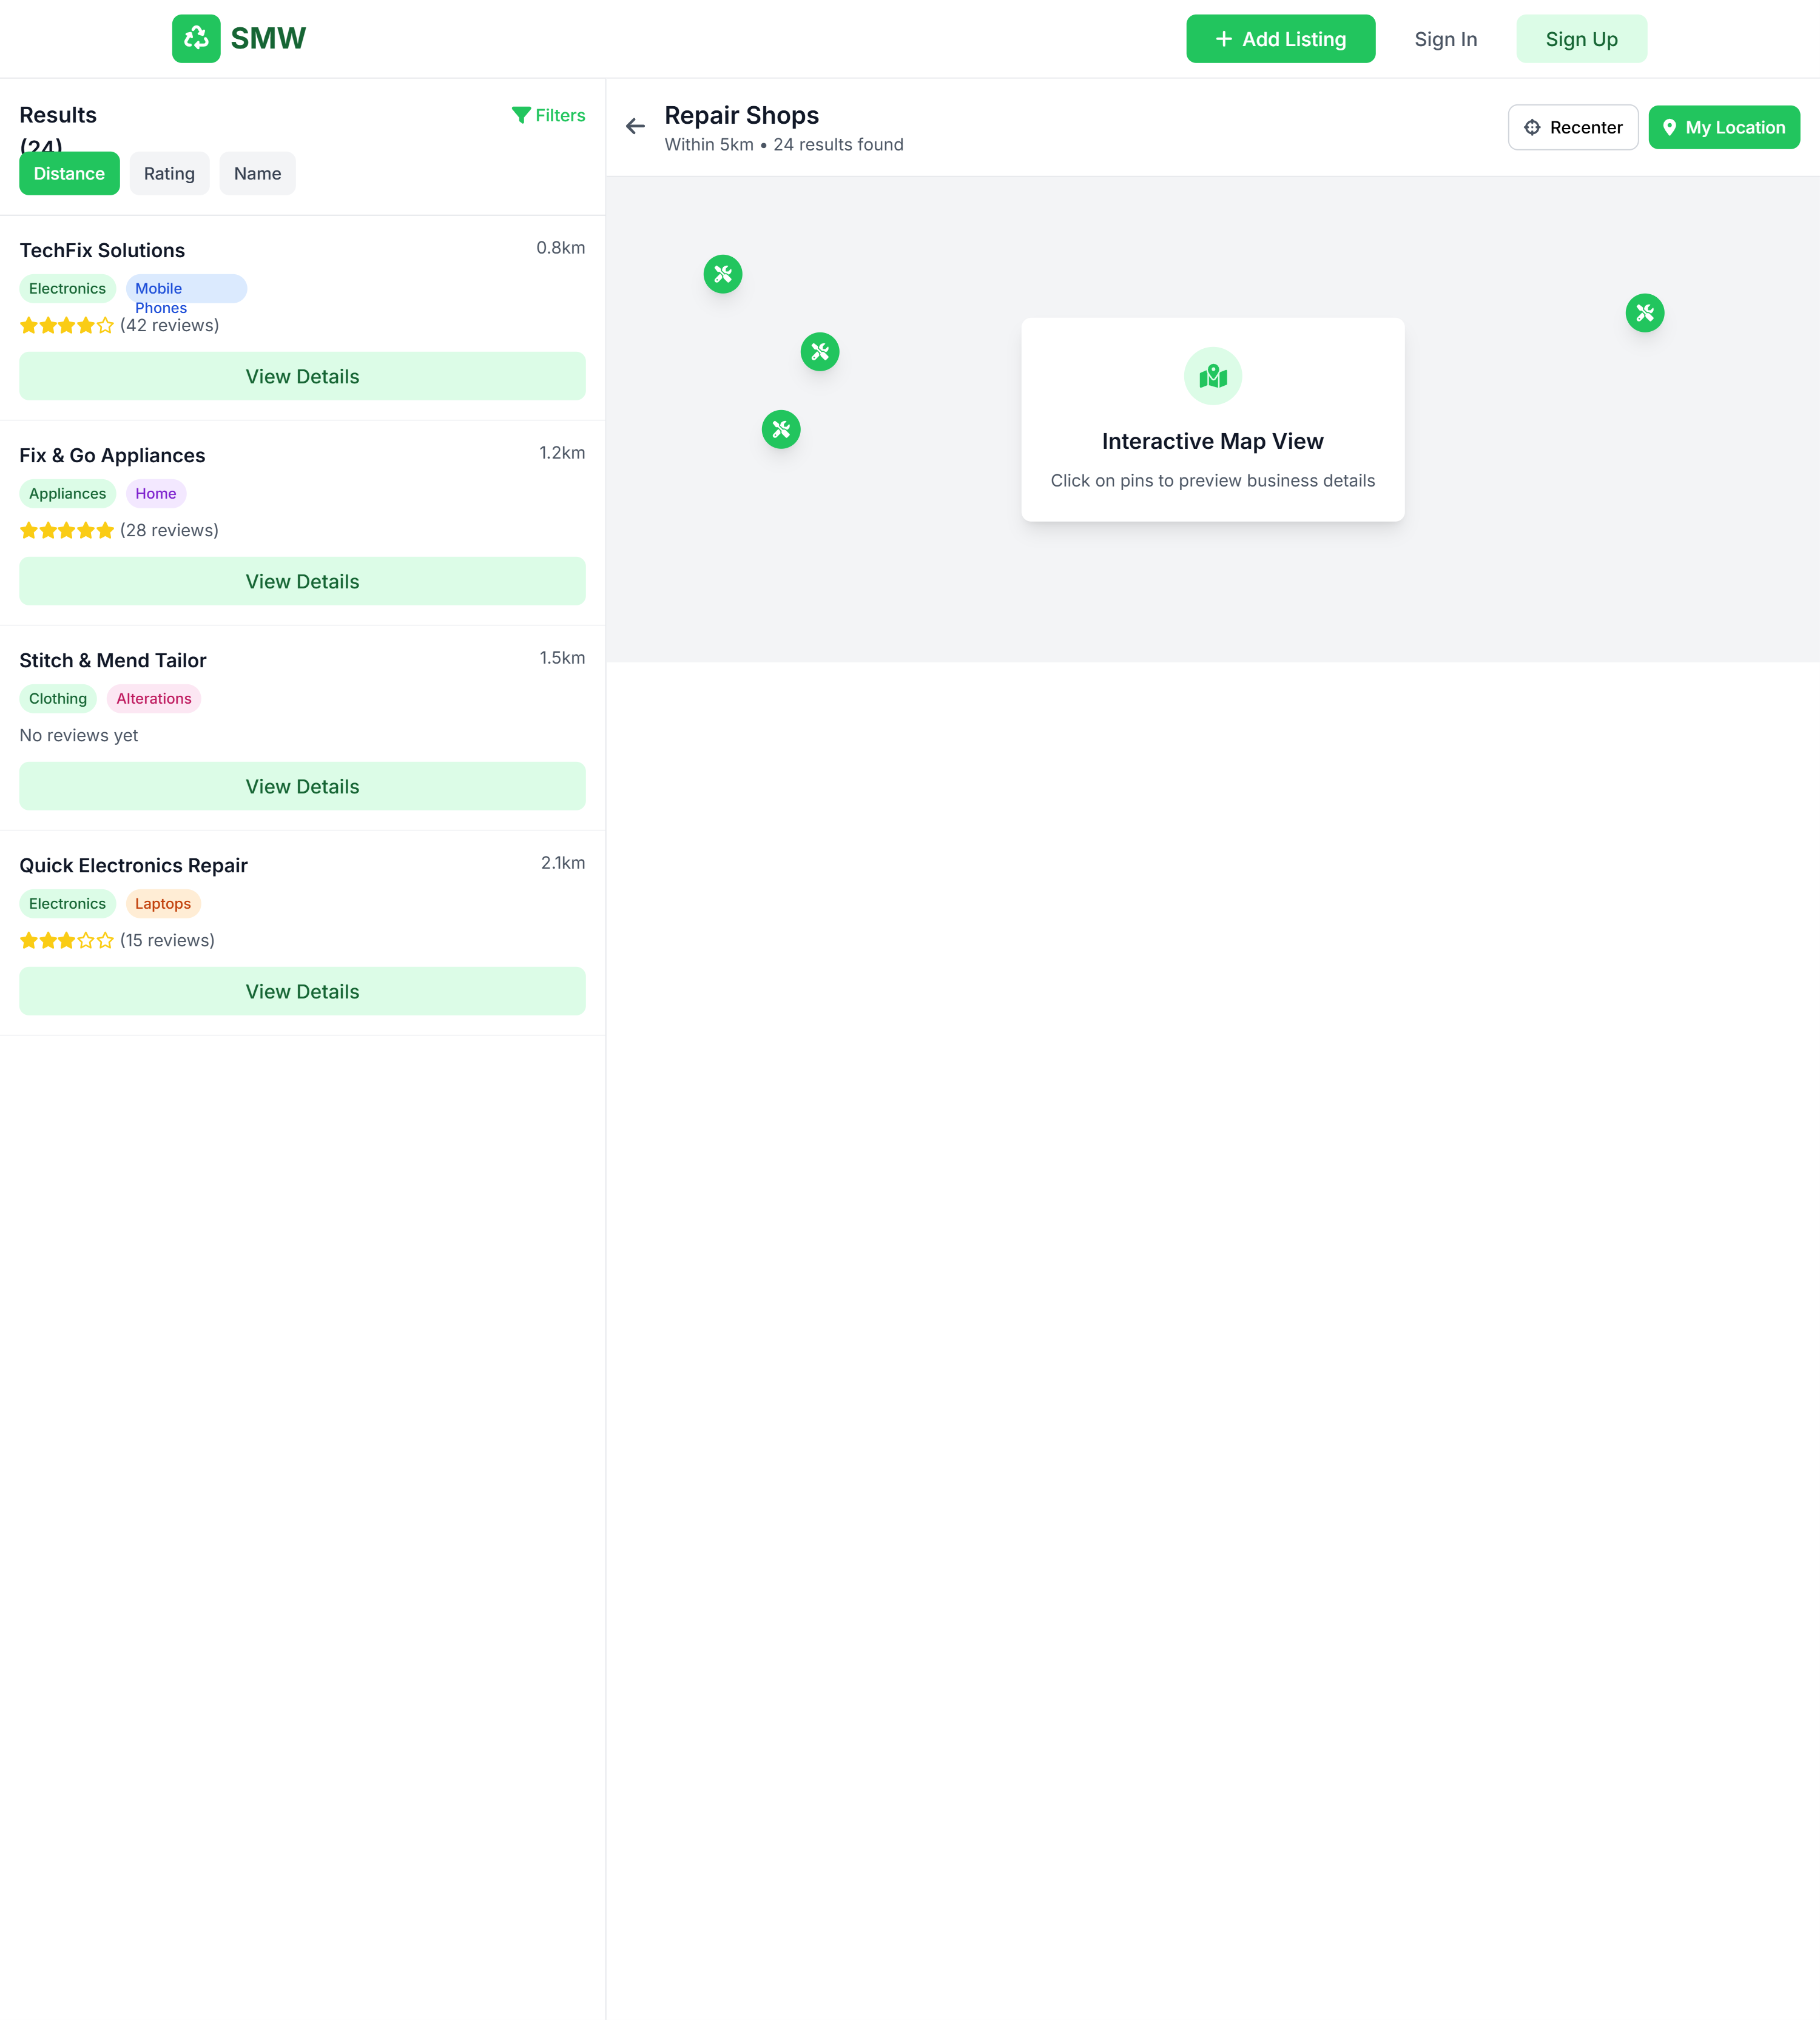 SMW
Add Listing
Sign In
Sign Up
Results
(24)
Filters
Distance
Rating
Name
TechFix Solutions
0.8km
Electronics
Mobile
Phones
(42 reviews)
View Details
Fix & Go Appliances
1.2km
Appliances
Home
(28 reviews)
View Details
Stitch & Mend Tailor
1.5km
Clothing
Alterations
No reviews yet
View Details
Quick Electronics Repair
2.1km
Electronics
Laptops
(15 reviews)
View Details
Repair Shops
Within 5km • 24 results found
Recenter
My Location
Interactive Map View
Click on pins to preview business details